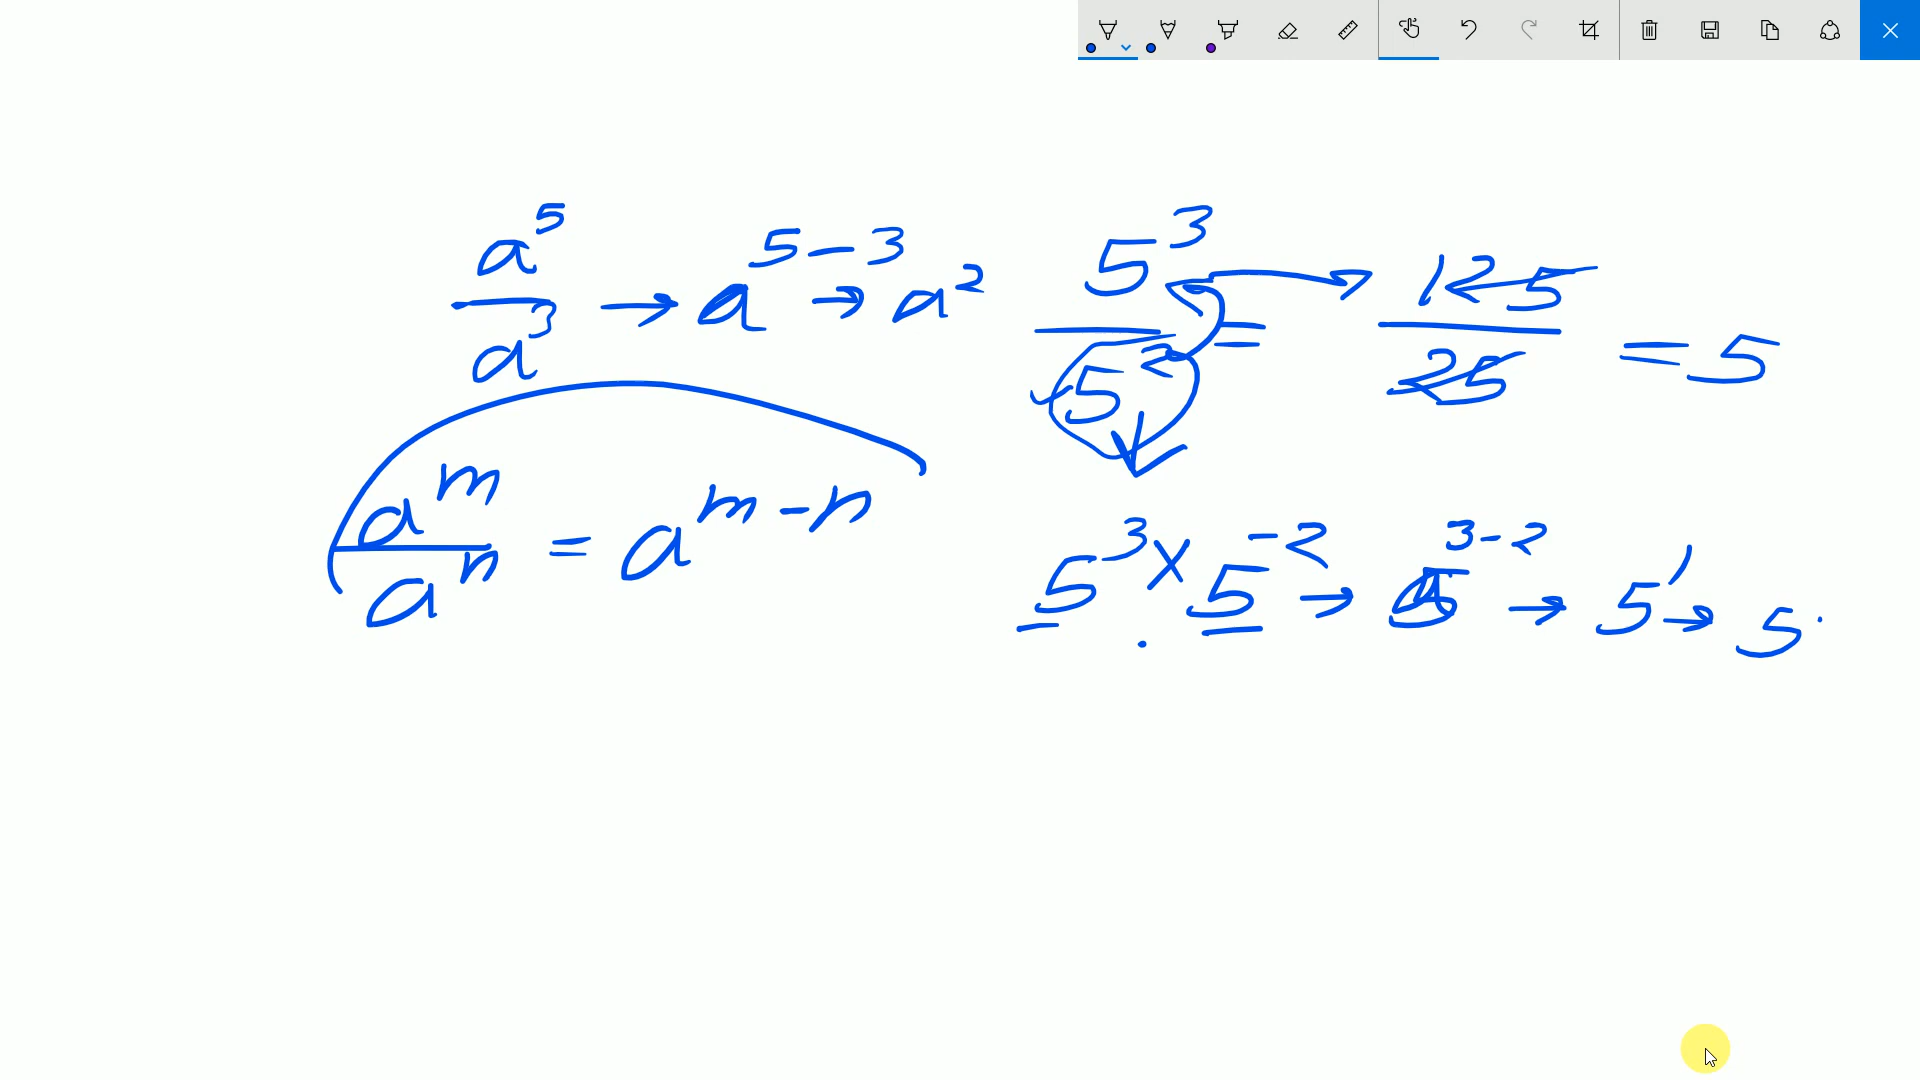 a^5/a^3 → a^(5-3) → a^2
5^3/5^2 = 125/25 = 5
a^m/a^n = a^(m-n)
5^3 × 5^-2 → 5^(3-2) → 5^1 → 5